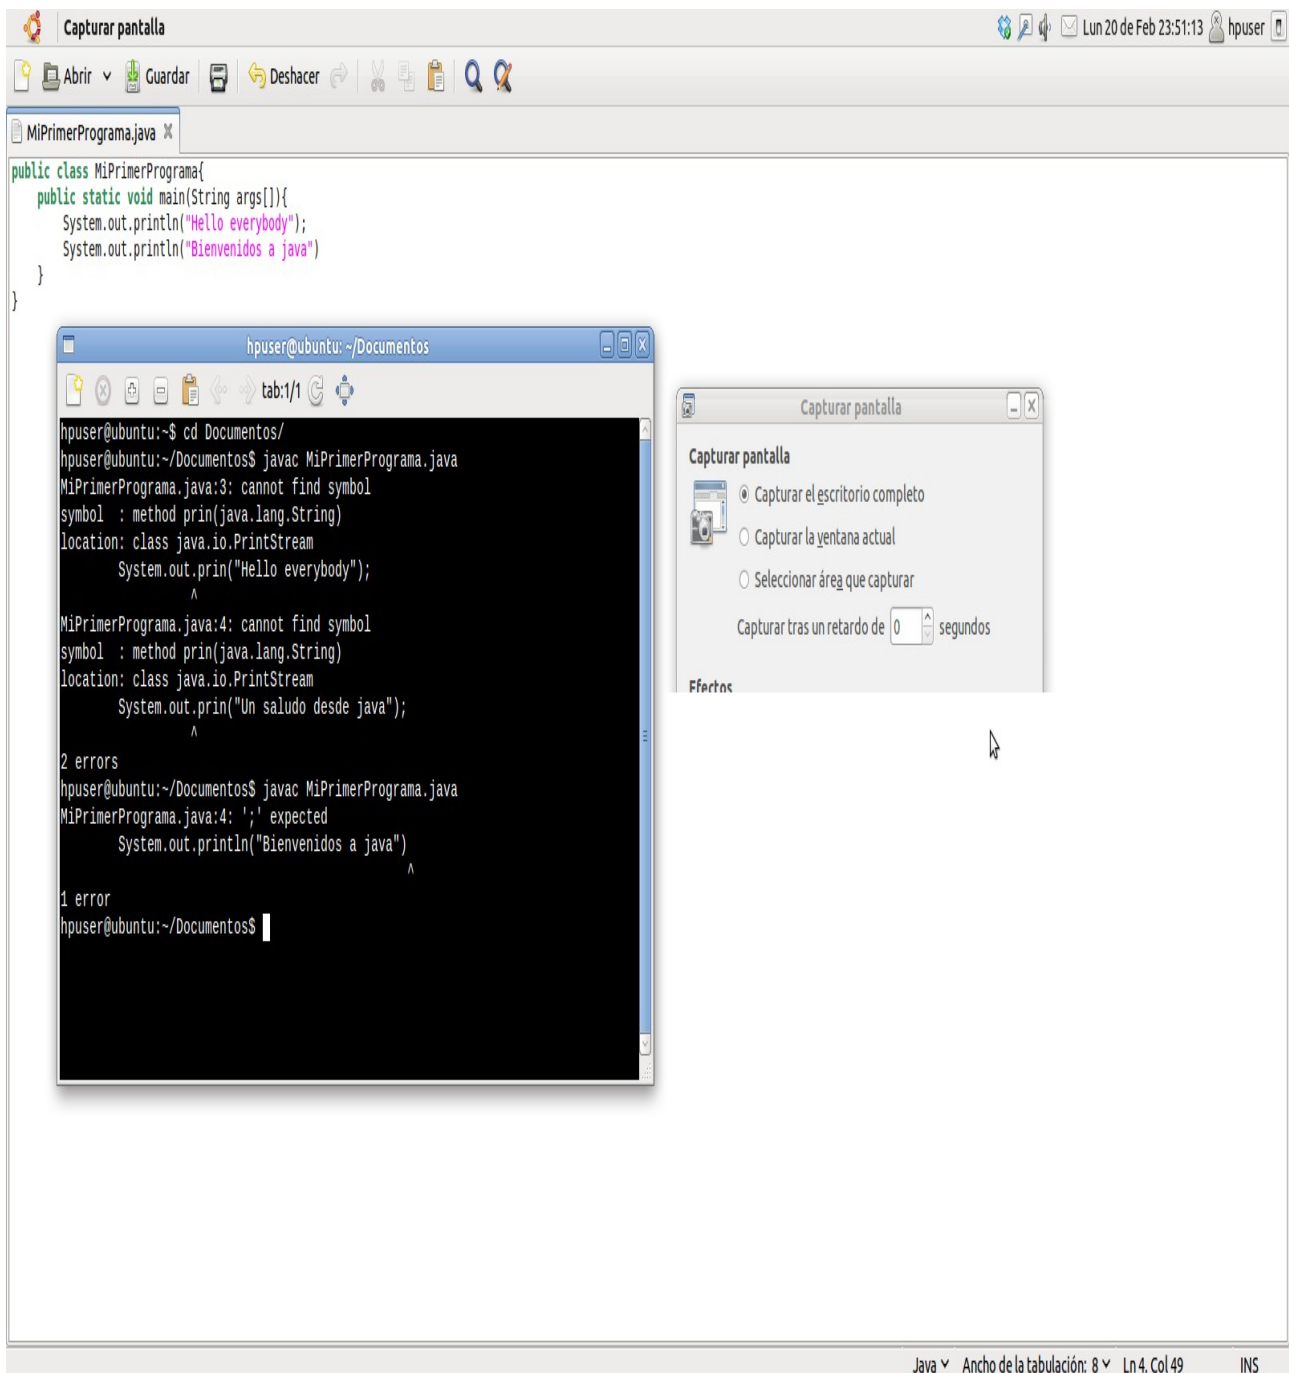 Capturar pantalla
Lun 20 de Feb 23:51:13 hpuser
Abrir Guardar Deshacer
MiPrimerPrograma.java
public class MiPrimerPrograma{
public static void main(String args[]){
System.out.println("Hello everybody");
System.out.println("Bienvenidos a java")
}
}
hpuser@ubuntu: ~/Documentos
tab:1/1
hpuser@ubuntu:~$ cd Documentos/
hpuser@ubuntu:~/Documentos$ javac MiPrimerPrograma.java
MiPrimerPrograma.java:3: cannot find symbol
symbol  : method prin(java.lang.String)
location: class java.io.PrintStream
System.out.prin("Hello everybody");
^
MiPrimerPrograma.java:4: cannot find symbol
symbol  : method prin(java.lang.String)
location: class java.io.PrintStream
System.out.prin("Un saludo desde java");
^
2 errors
hpuser@ubuntu:~/Documentos$ javac MiPrimerPrograma.java
MiPrimerPrograma.java:4: ';' expected
System.out.println("Bienvenidos a java")
^
1 error
hpuser@ubuntu:~/Documentos$
Capturar pantalla
Capturar pantalla
Capturar el escritorio completo
Capturar la ventana actual
Seleccionar área que capturar
Capturar tras un retardo de 0 segundos
Efectos
Java Ancho de la tabulación: 8 Ln 4, Col 49 INS